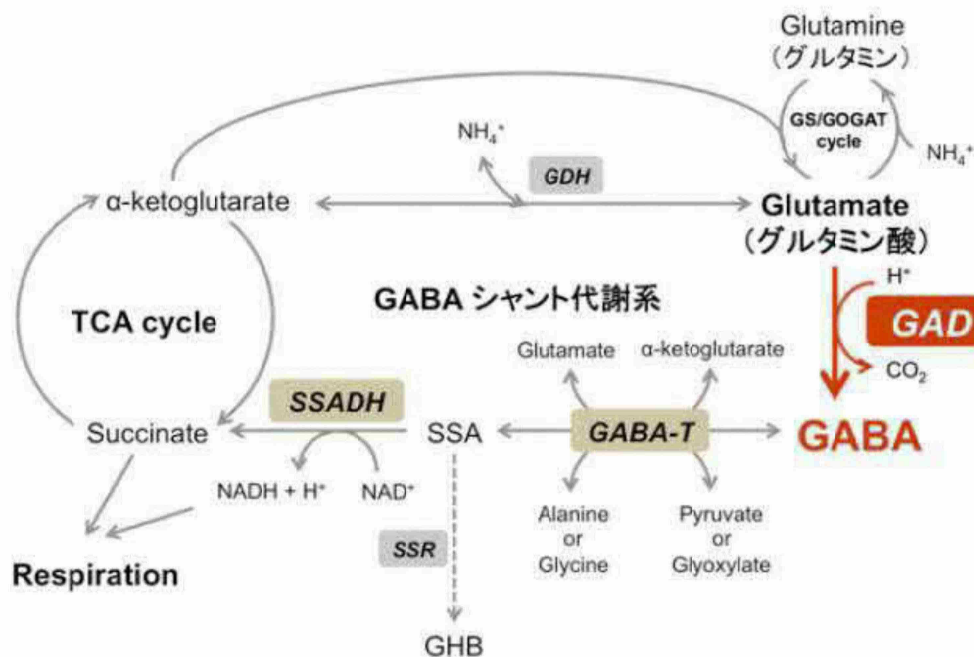 Glutamine
(グルタミン)
GS/GOGAT
cycle
NH₄⁺
NH₄⁺
GDH
α-ketoglutarate
Glutamate
(グルタミン酸)
H⁺
GAD
CO₂
GABA シャント代謝系
TCA cycle
Glutamate
α-ketoglutarate
SSADH
Succinate
SSA
GABA-T
GABA
NADH + H⁺
NAD⁺
Alanine
or
Glycine
Pyruvate
or
Glyoxylate
SSR
Respiration
GHB